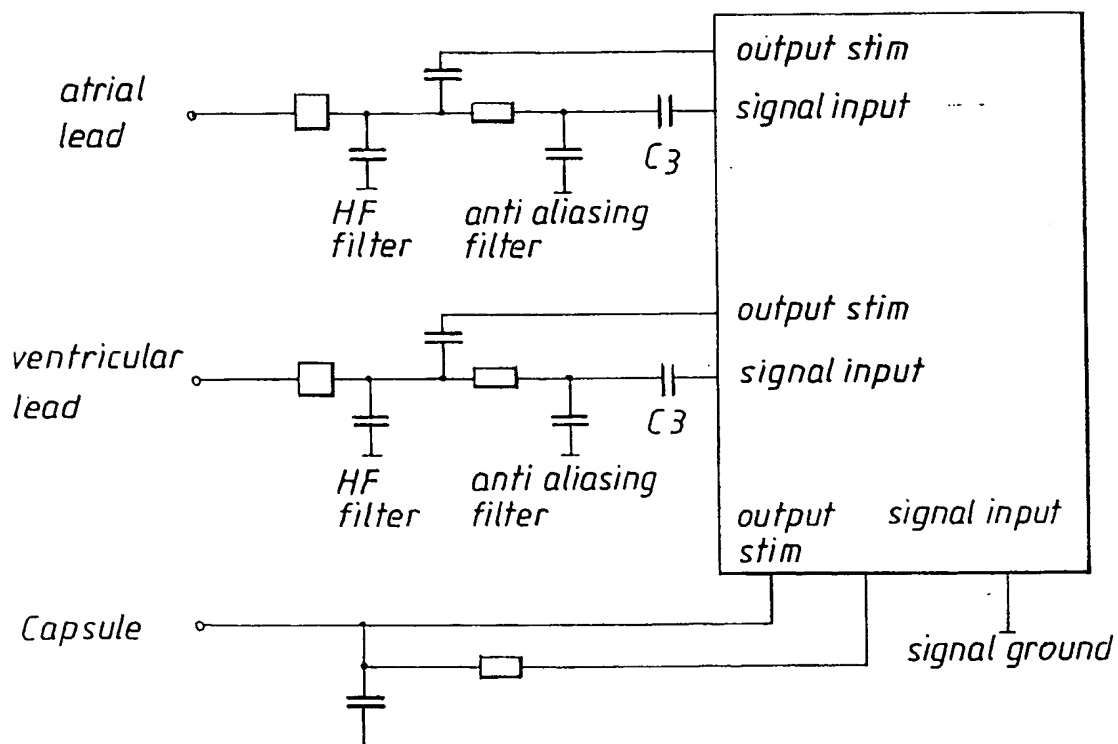 atrial
lead
output stim
signal input
C3
HF
filter
anti aliasing
filter
ventricular
lead
output stim
signal input
C3
HF
filter
anti aliasing
filter
output
stim
signal input
Capsule
signal ground